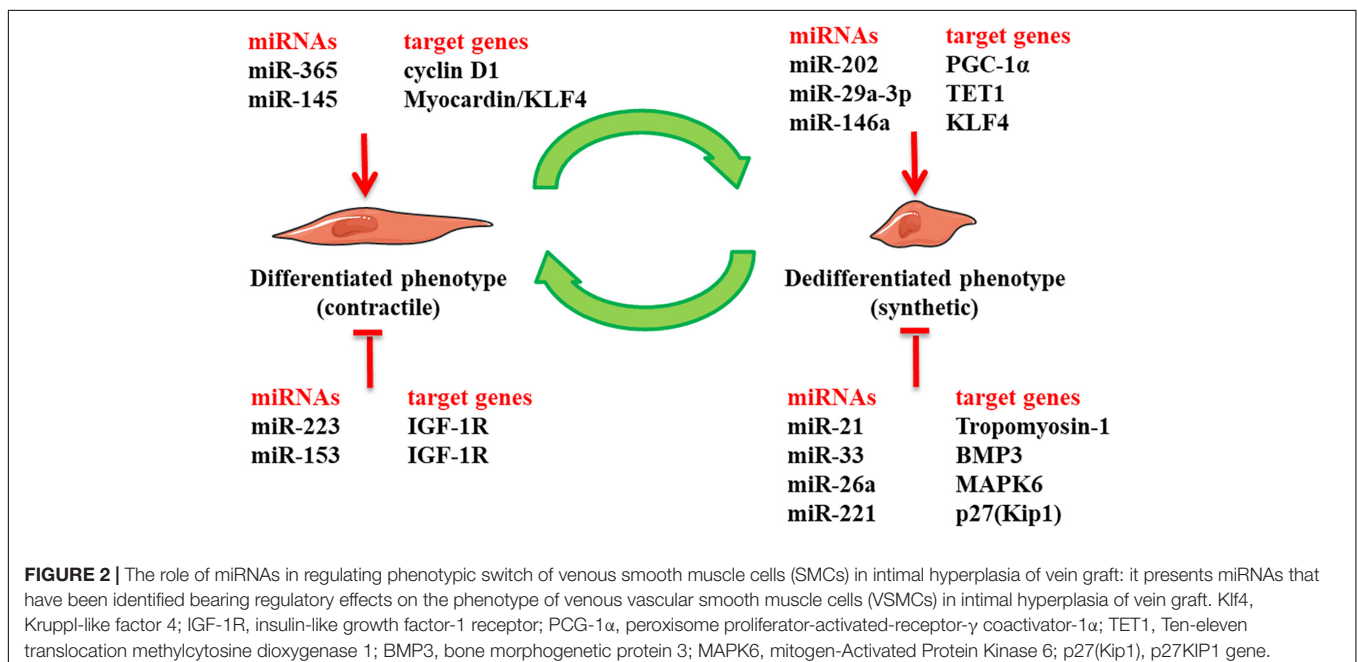 miRNAs target genes
miR-365 cyclin D1
miR-145 Myocardin/KLF4
miRNAs target genes
miR-202 PGC-1α
miR-29a-3p TET1
miR-146a KLF4
Differentiated phenotype
(contractile)
Dedifferentiated phenotype
(synthetic)
miRNAs target genes
miR-223 IGF-1R
miR-153 IGF-1R
miRNAs target genes
miR-21 Tropomyosin-1
miR-33 BMP3
miR-26a MAPK6
miR-221 p27(Kip1)
FIGURE 2 | The role of miRNAs in regulating phenotypic switch of venous smooth muscle cells (SMCs) in intimal hyperplasia of vein graft: it presents miRNAs that
have been identified bearing regulatory effects on the phenotype of venous vascular smooth muscle cells (VSMCs) in intimal hyperplasia of vein graft. Klf4,
Kruppl-like factor 4; IGF-1R, insulin-like growth factor-1 receptor; PCG-1α, peroxisome proliferator-activated-receptor-γ coactivator-1α; TET1, Ten-eleven
translocation methylcytosine dioxygenase 1; BMP3, bone morphogenetic protein 3; MAPK6, mitogen-Activated Protein Kinase 6; p27(Kip1), p27KIP1 gene.